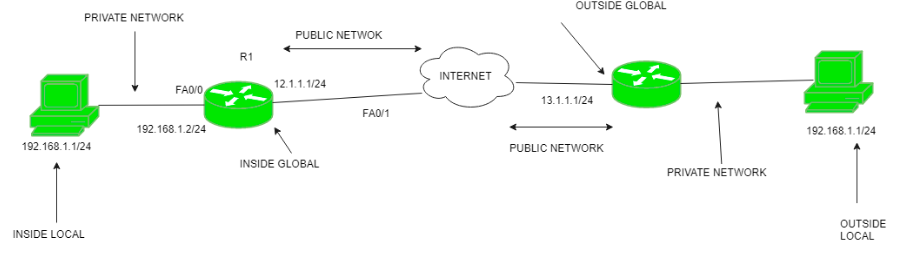 OUTSIDE GLOBAL
PRIVATE NETWORK
PUBLIC NETWOK
R1
INTERNET
FA0/0
12.1.1.1/24
13.1.1.1/24
FA0/1
192.168.1.2/24
192.168.1.1/24
192.168.1.1/24
PUBLIC NETWORK
INSIDE GLOBAL
PRIVATE NETWORK
INSIDE LOCAL
OUTSIDE
LOCAL